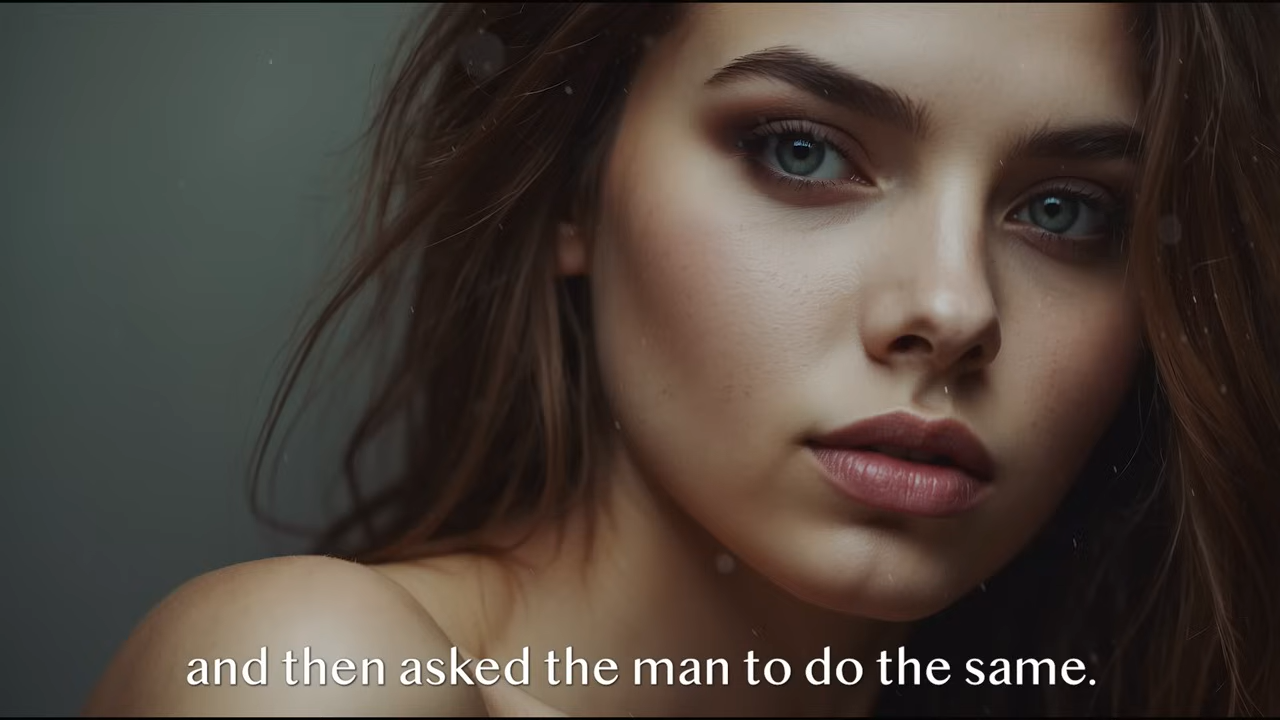 and then asked the man to do the same.